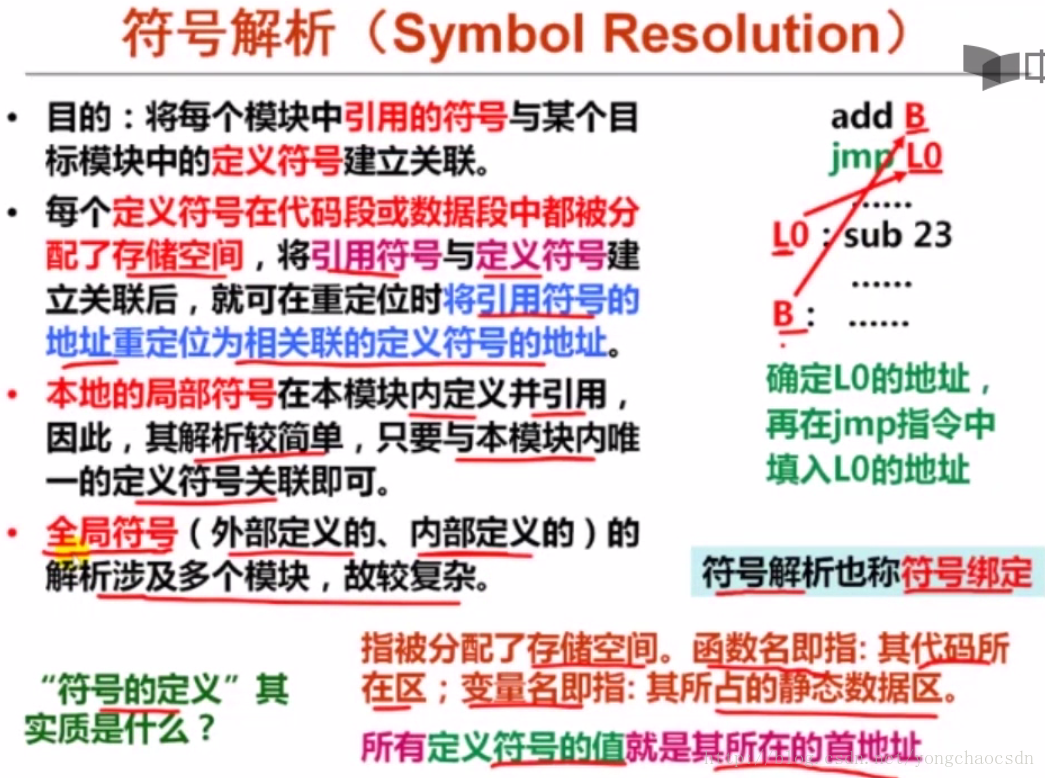 符号解析（Symbol Resolution）
• 目的：将每个模块中引用的符号与某个目
标模块中的定义符号建立关联。
• 每个定义符号在代码段或数据段中都被分
配了存储空间，将引用符号与定义符号建
立关联后，就可在重定位时将引用符号的
地址重定位为相关联的定义符号的地址。
• 本地的局部符号在本模块内定义并引用，
因此，其解析较简单，只要与本模块内唯
一的定义符号关联即可。
• 全局符号（外部定义的、内部定义的）的
解析涉及多个模块，故较复杂。
add B
jmp L0
……
L0：sub 23
……
B：……
确定L0的地址，
再在jmp指令中
填入L0的地址
符号解析也称符号绑定
“符号的定义”其
实质是什么？
指被分配了存储空间。函数名即指: 其代码所
在区；变量名即指: 其所占的静态数据区。
所有定义符号的值就是其所在的首地址